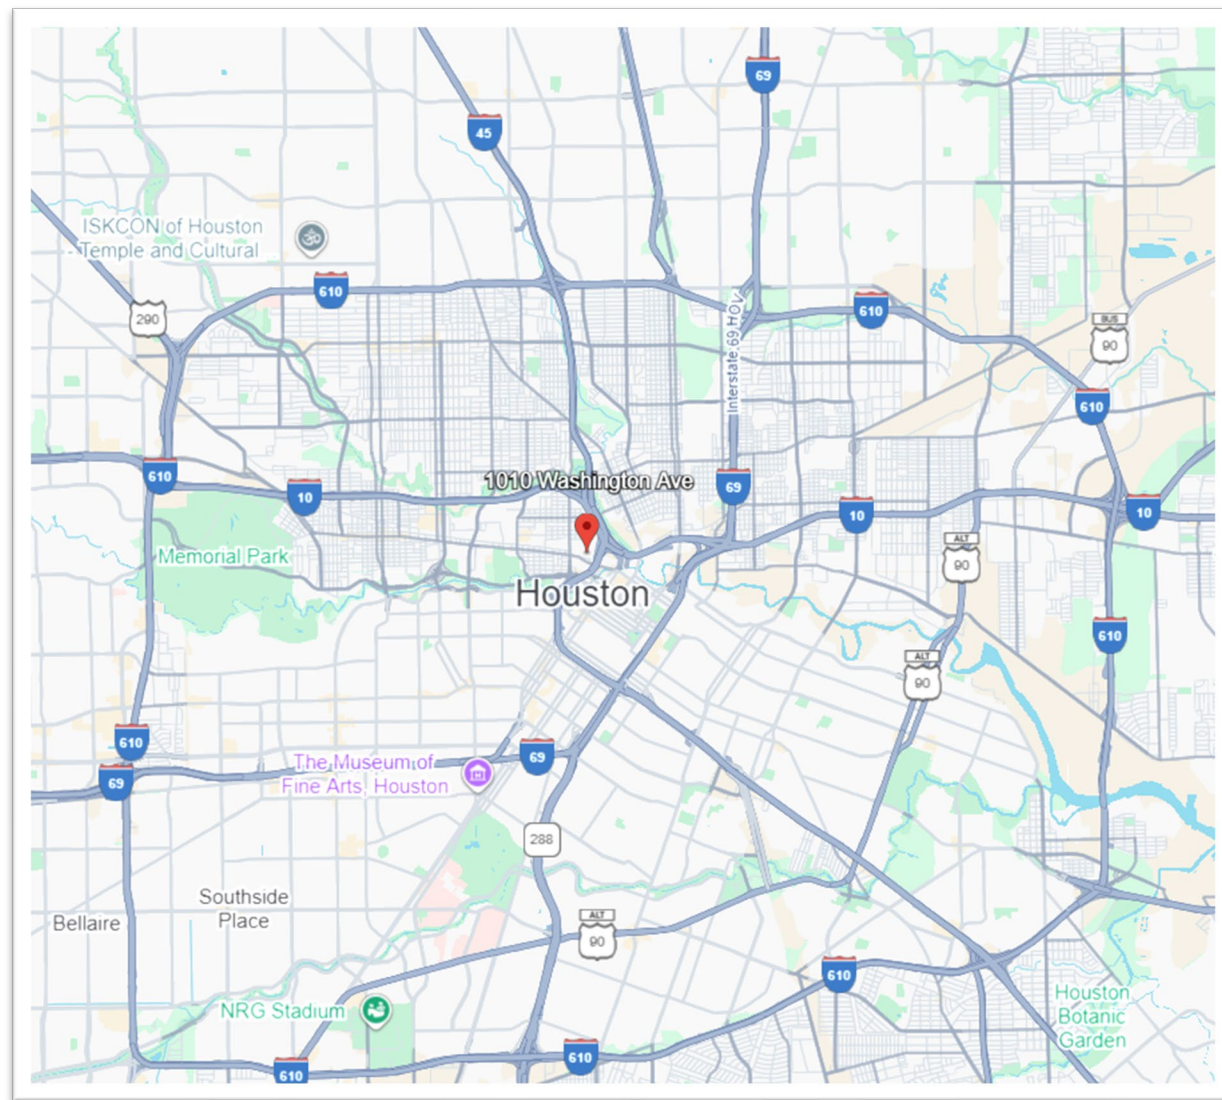 69
45
ISKCON of Houston
Temple and Cultural
610
290
610
Interstate 69 HOV
BUS
90
610
610
10
1010 Washington Ave
69
10
10
ALT
90
Memorial Park
Houston
610
ALT
90
610
69
The Museum of
Fine Arts, Houston
69
288
Southside
Place
Bellaire
ALT
90
610
NRG Stadium
Houston
Botanic
Garden
610
610